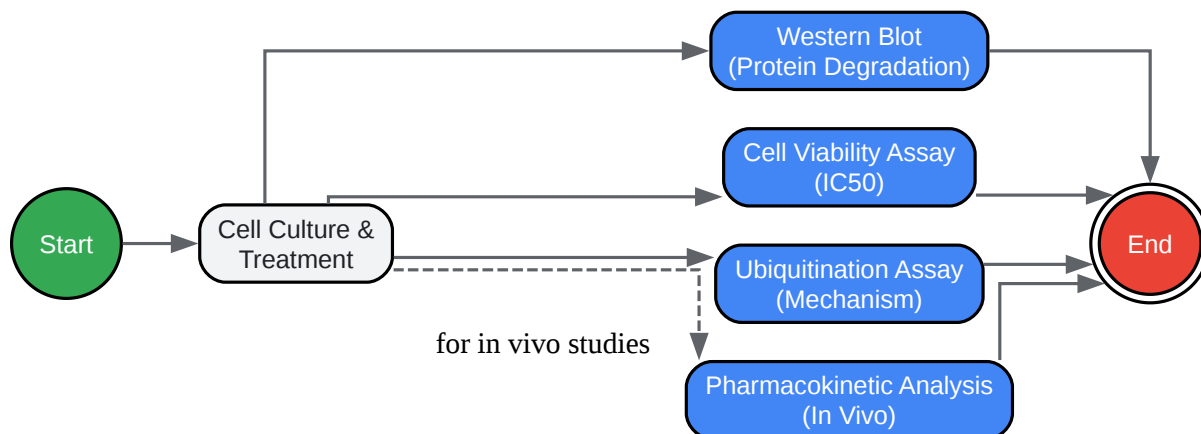 Western Blot
(Protein Degradation)
Cell Viability Assay
(IC50)
Start
Cell Culture &
Treatment
End
Ubiquitination Assay
(Mechanism)
for in vivo studies
Pharmacokinetic Analysis
(In Vivo)